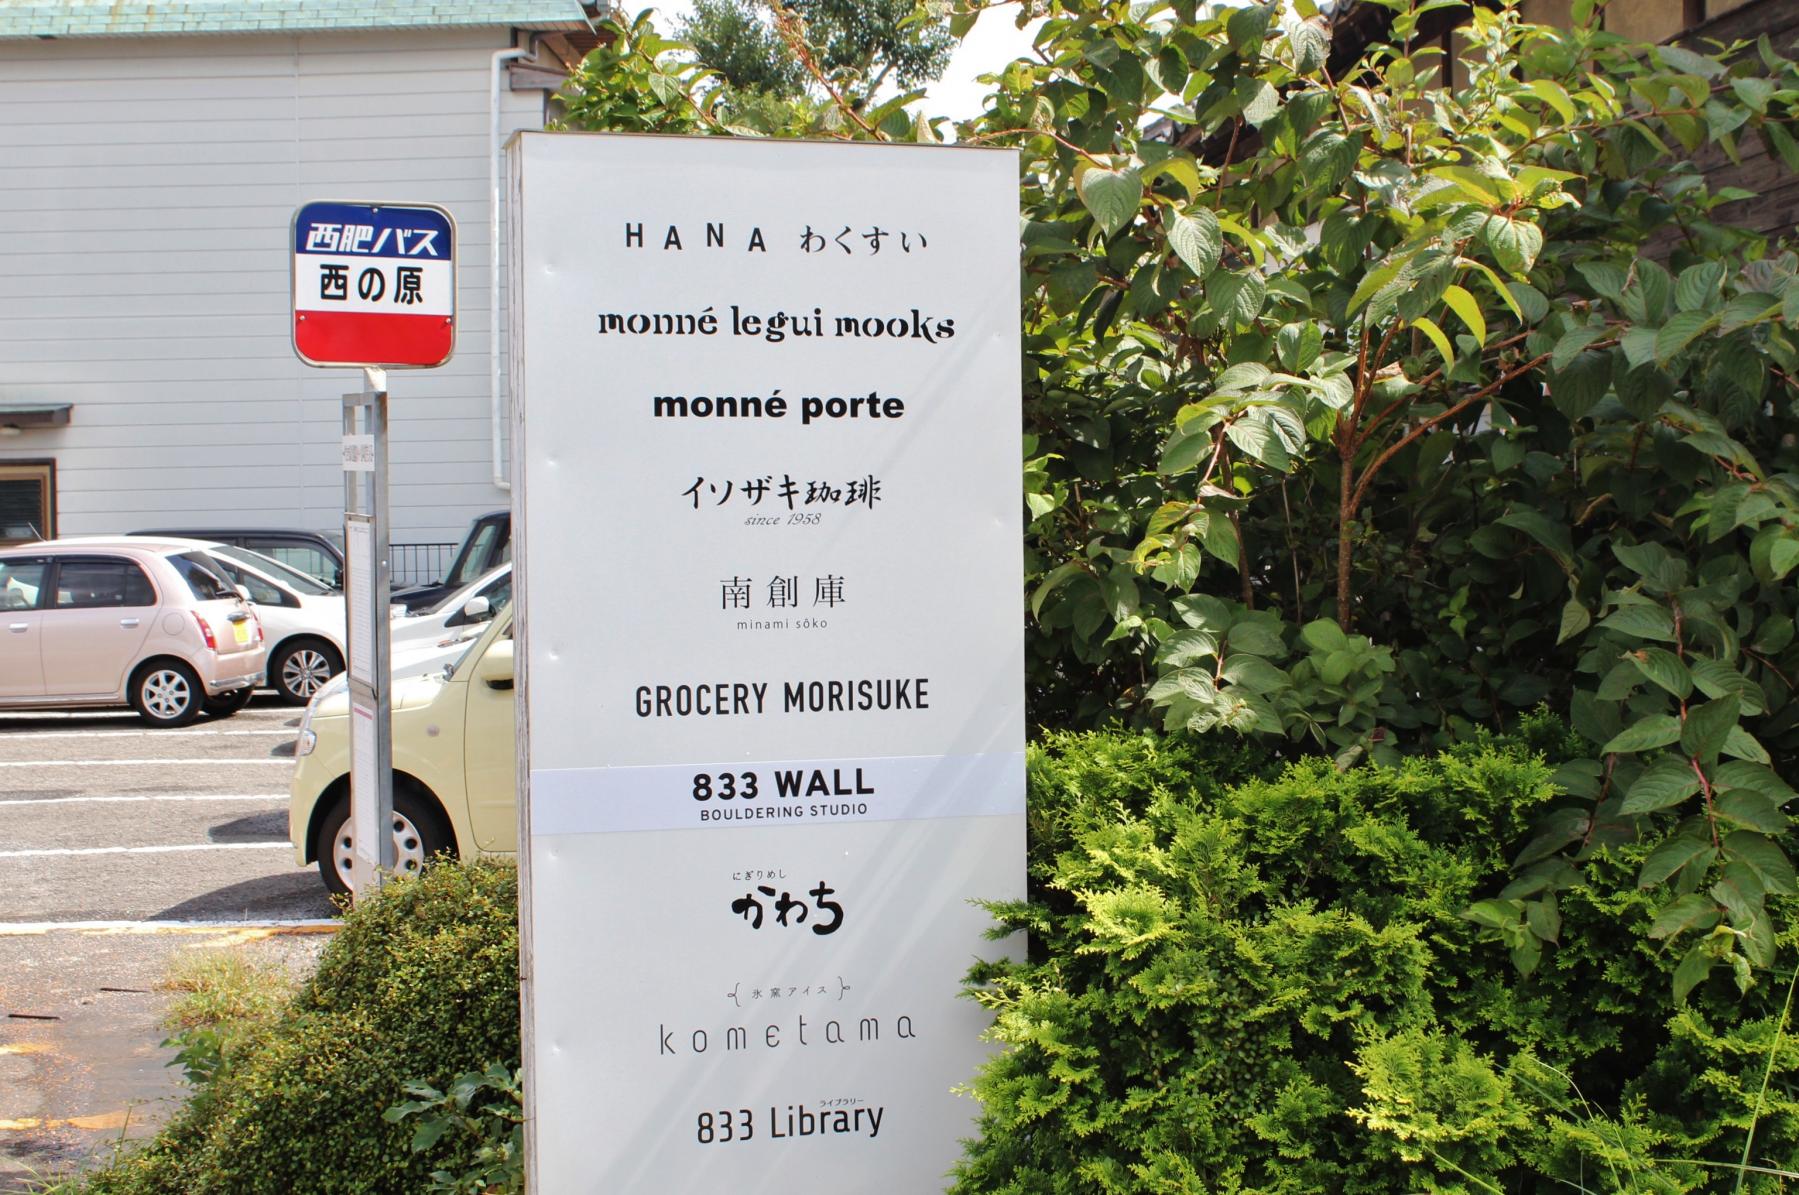 西肥バス
西の原
HANA わくすい
monné legui mooks
monné porte
イソザキ珈琲
since 1958
南創庫
minami sôko
GROCERY MORISUKE
833 WALL
BOULDERING STUDIO
にぎりめし
かわち
氷窯アイス
kometama
ライブラリー
833 Library